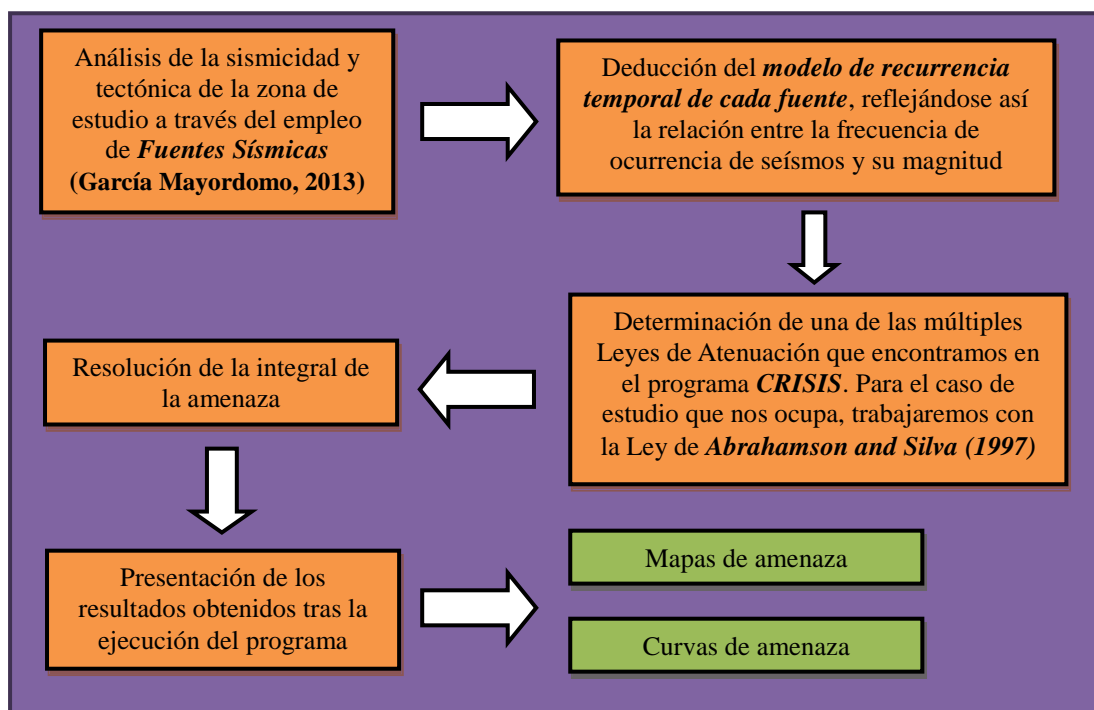 Análisis de la sismicidad y
tectónica de la zona de
estudio a través del empleo
de Fuentes Sísmicas
(García Mayordomo, 2013)
Deducción del modelo de recurrencia
temporal de cada fuente, reflejándose así
la relación entre la frecuencia de
ocurrencia de seísmos y su magnitud
Determinación de una de las múltiples
Leyes de Atenuación que encontramos en
el programa CRISIS. Para el caso de
estudio que nos ocupa, trabajaremos con
la Ley de Abrahamson and Silva (1997)
Resolución de la integral de
la amenaza
Presentación de los
resultados obtenidos tras la
ejecución del programa
Mapas de amenaza
Curvas de amenaza